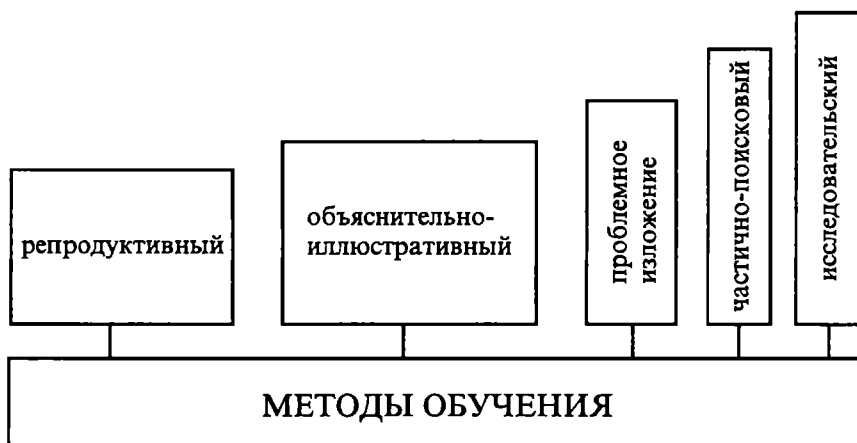 репродуктивный
объяснительно-
иллюстративный
проблемное
изложение
частично-поисковый
исследовательский
МЕТОДЫ ОБУЧЕНИЯ